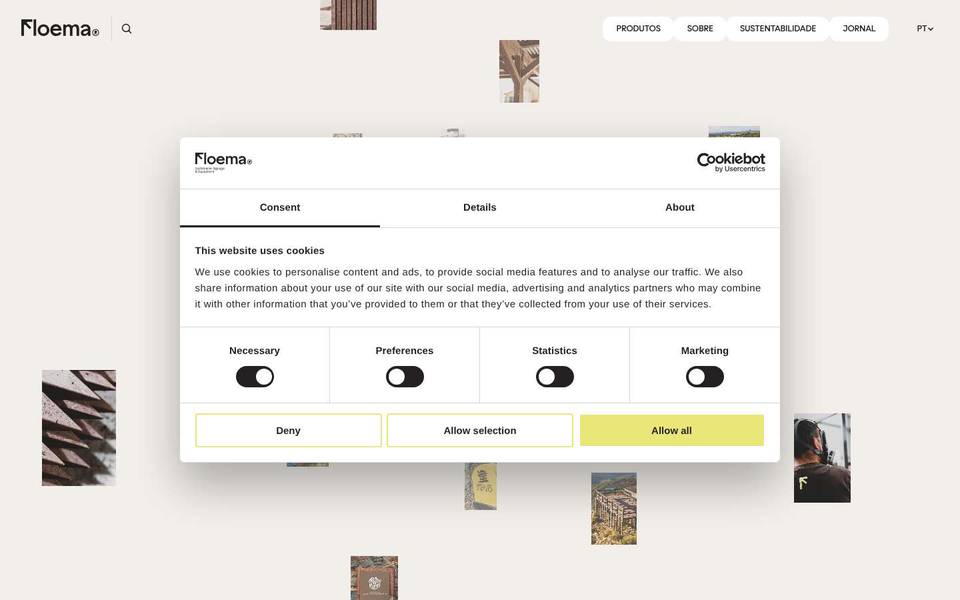 Floema®
PRODUTOS
SOBRE
SUSTENTABILIDADE
JORNAL
PT
Floema®
Cookiebot
by Usercentrics
Consent
Details
About
This website uses cookies
We use cookies to personalise content and ads, to provide social media features and to analyse our traffic. We also
share information about your use of our site with our social media, advertising and analytics partners who may combine
it with other information that you’ve provided to them or that they’ve collected from your use of their services.
Necessary
Preferences
Statistics
Marketing
Deny
Allow selection
Allow all